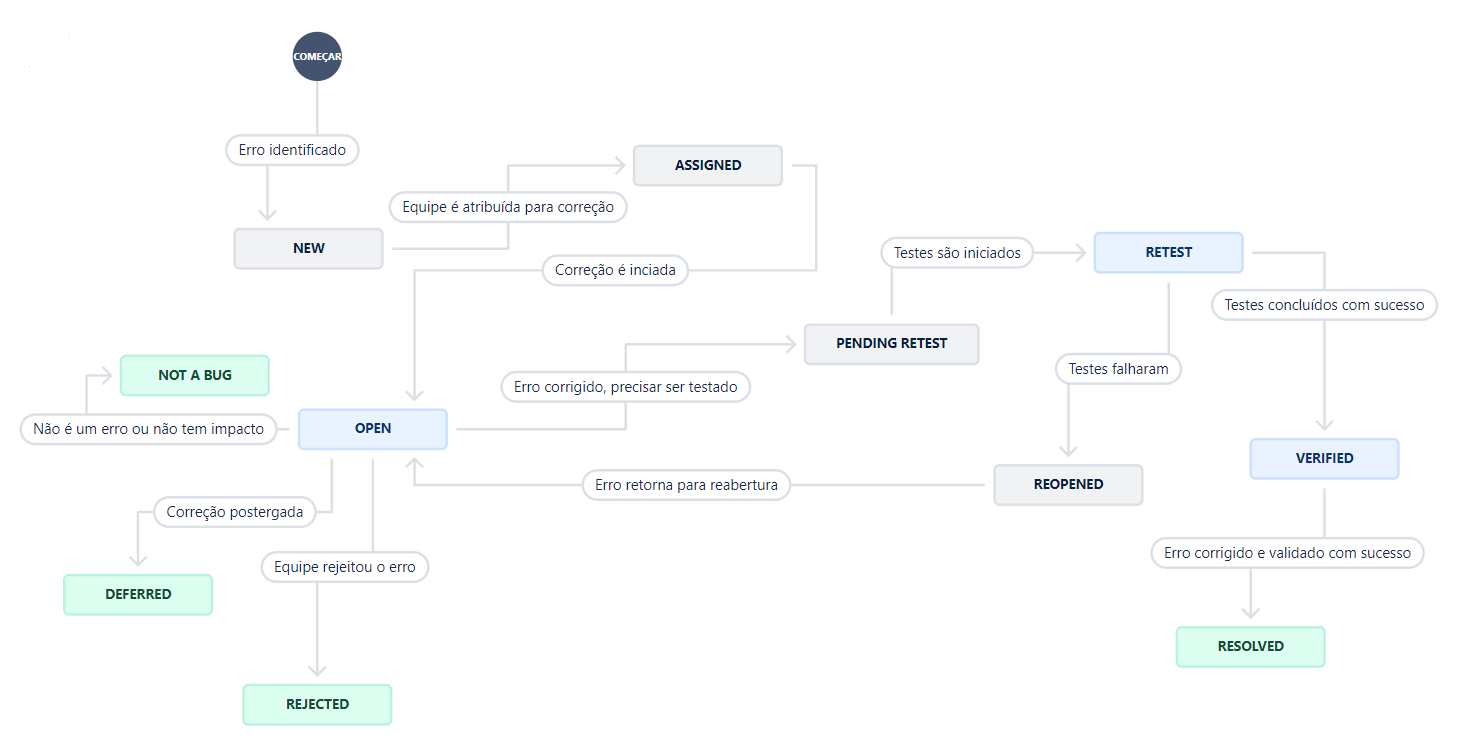 COMEÇAR
Erro identificado
ASSIGNED
Equipe é atribuída para correção
NEW
Testes são iniciados
RETEST
Correção é inciada
Testes concluídos com sucesso
PENDING RETEST
Testes falharam
NOT A BUG
Erro corrigido, precisar ser testado
Não é um erro ou não tem impacto
OPEN
VERIFIED
Erro retorna para reabertura
REOPENED
Correção postergada
Erro corrigido e validado com sucesso
Equipe rejeitou o erro
DEFERRED
RESOLVED
REJECTED